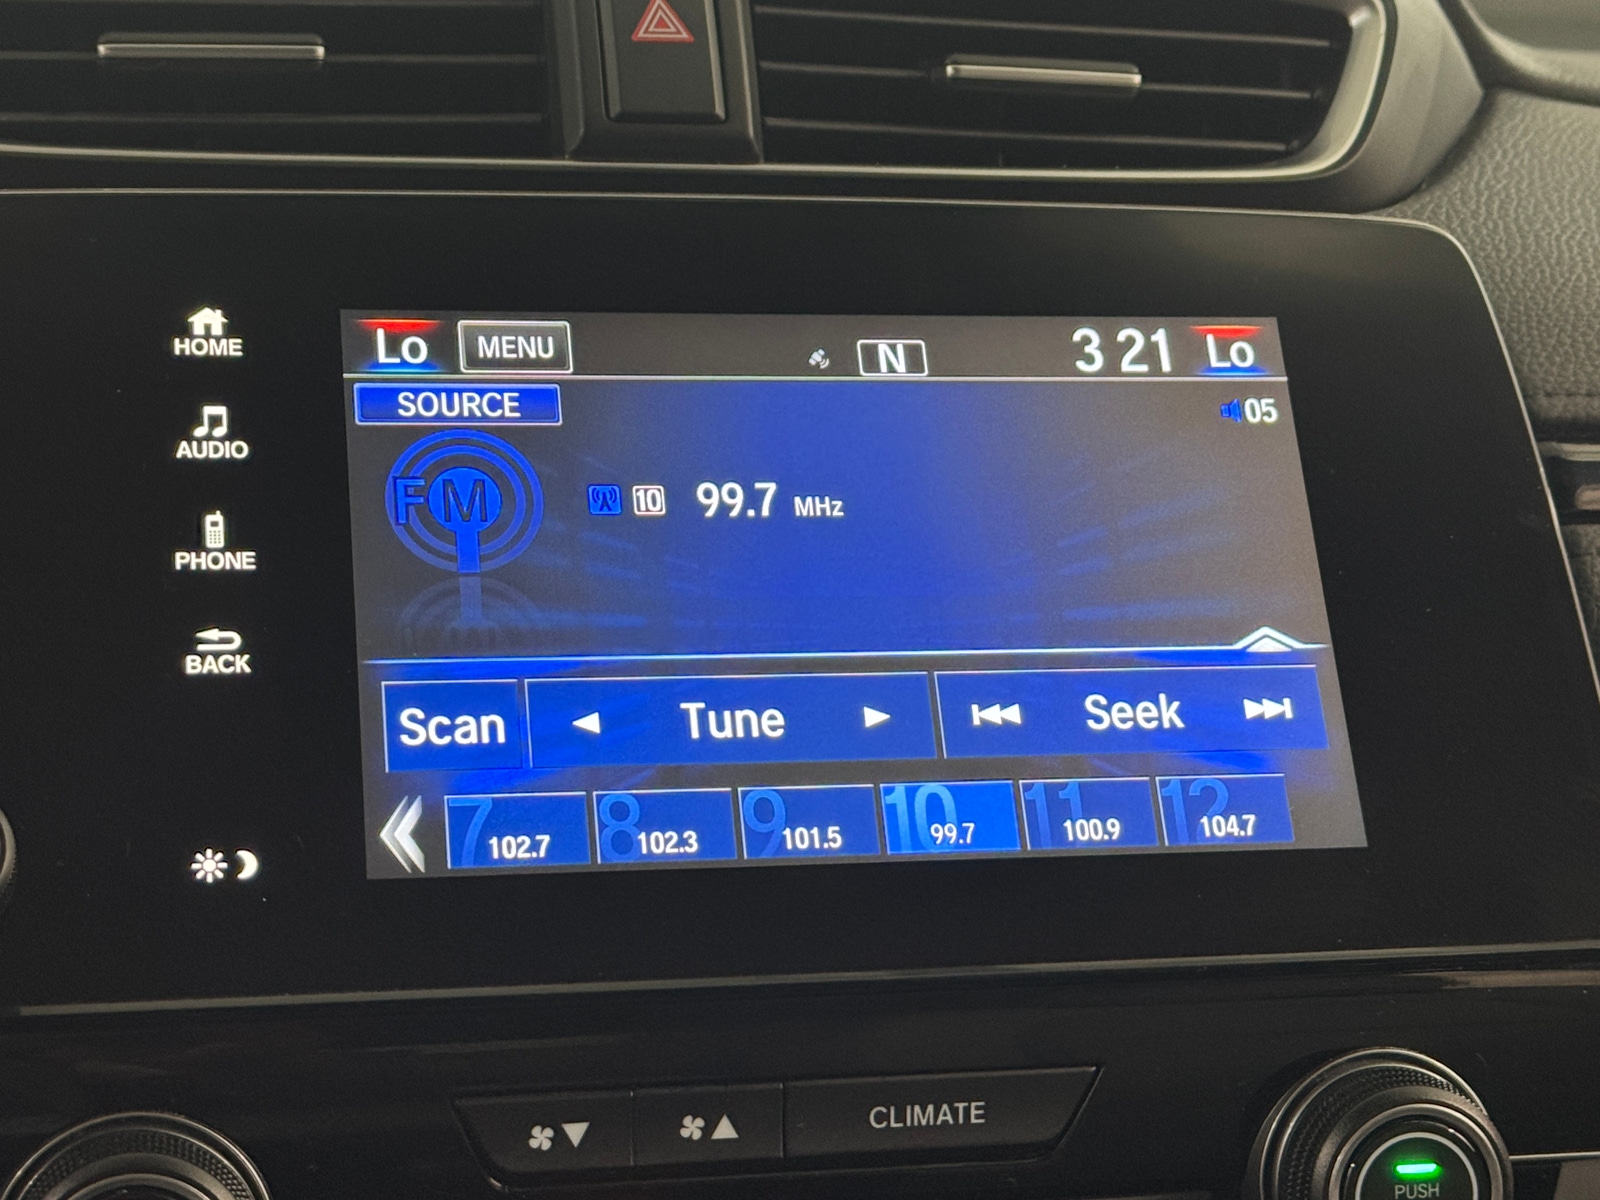 HOME
AUDIO
PHONE
BACK
Lo MENU N 3 21 Lo
SOURCE 05
FM 10 99.7 MHz
Scan Tune Seek
7 102.7 8 102.3 9 101.5 10 99.7 11 100.9 12 104.7
CLIMATE
PUSH